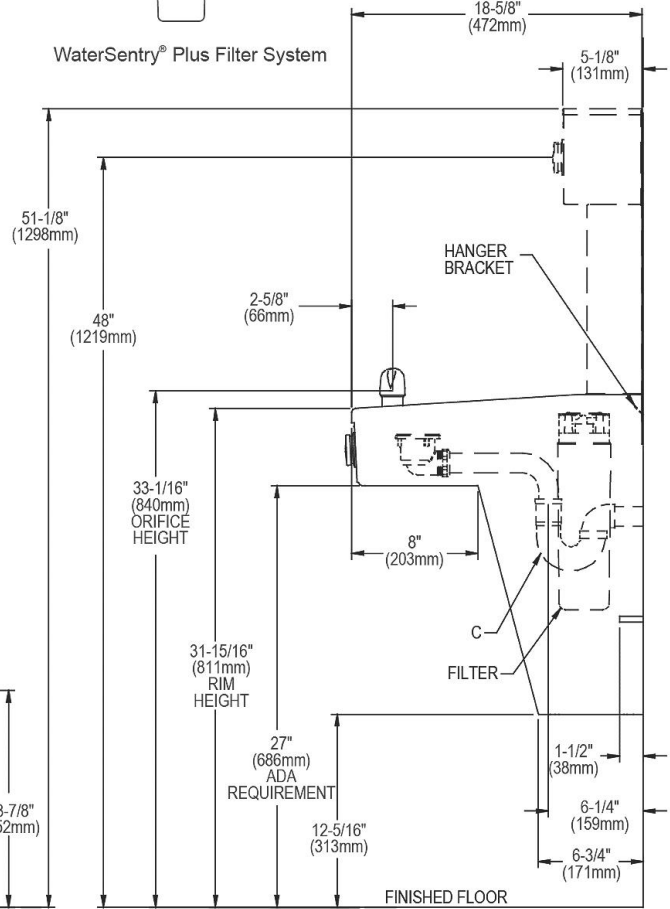 18-5/8"
(472mm)
WaterSentry® Plus Filter System
5-1/8"
(131mm)
51-1/8"
(1298mm)
HANGER
BRACKET
2-5/8"
(66mm)
48"
(1219mm)
33-1/16"
(840mm)
ORIFICE
HEIGHT
8"
(203mm)
C
31-15/16"
(811mm)
RIM
HEIGHT
FILTER
27"
(686mm)
ADA
REQUIREMENT
1-1/2"
(38mm)
-7/8"
52mm)
12-5/16"
(313mm)
6-1/4"
(159mm)
6-3/4"
(171mm)
FINISHED FLOOR